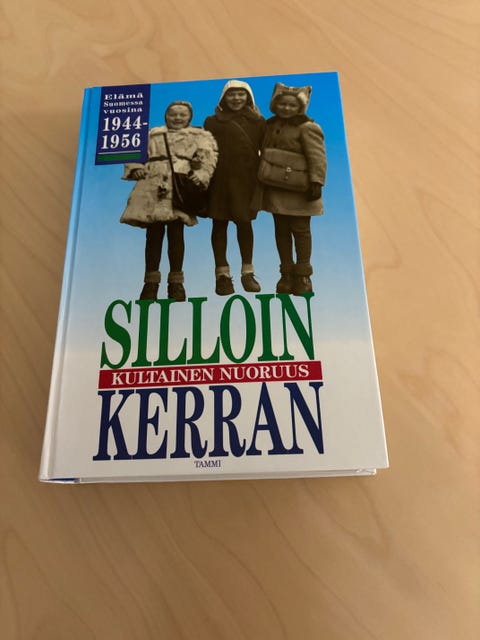 Elämä
Suomessa
vuosina
1944-
1956
SILLOIN
KULTAINEN NUORUUS
KERRAN
TAMMI